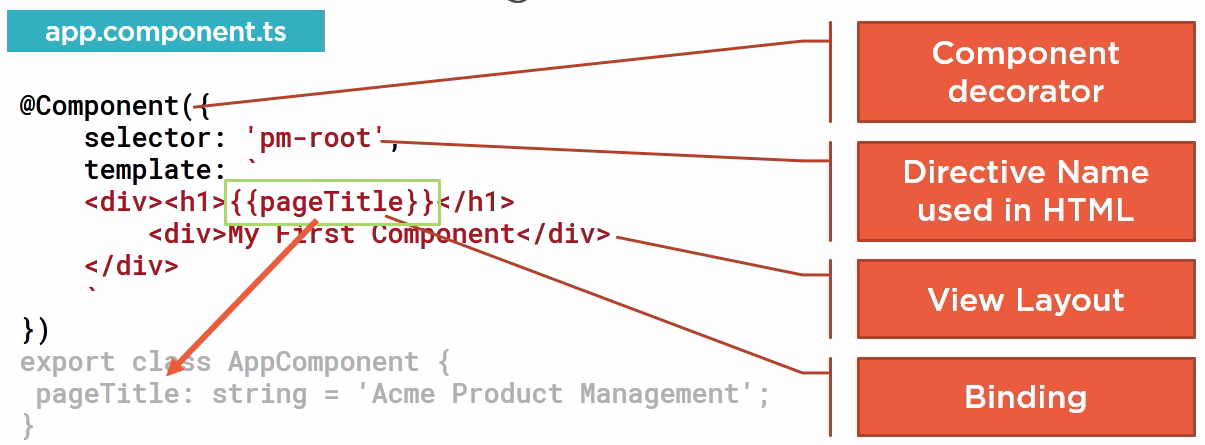 app.component.ts
@Component({
    selector: 'pm-root',
    template: `
    <div><h1>{{pageTitle}}</h1>
        <div>My First Component</div>
    </div>
    `
})
export class AppComponent {
 pageTitle: string = 'Acme Product Management';
}
Component
decorator
Directive Name
used in HTML
View Layout
Binding